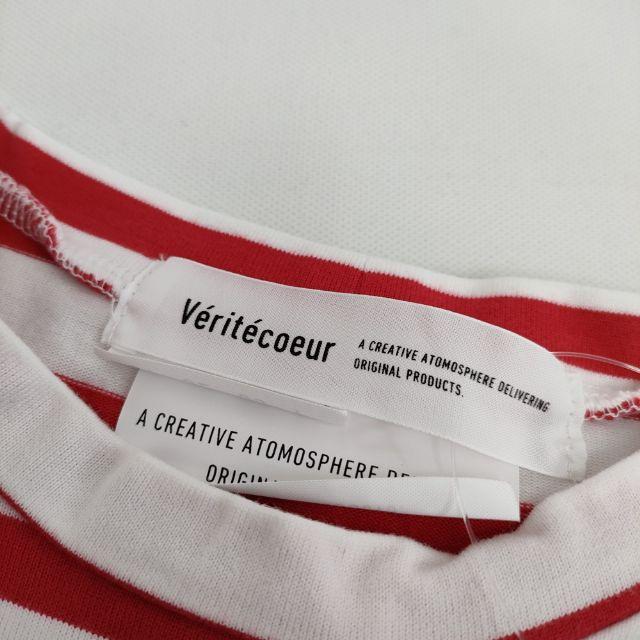 Véritécoeur
A CREATIVE ATOMOSPHERE DELIVERING
ORIGINAL PRODUCTS.
A CREATIVE ATOMOSPHERE